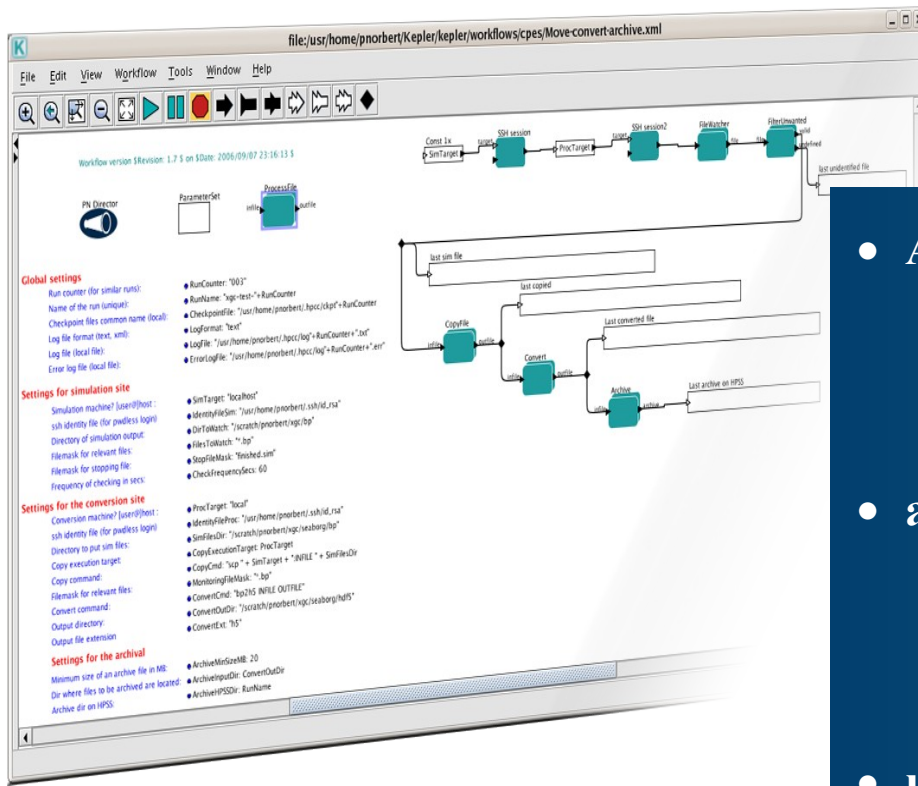 file:/usr/home/pnorbert/Kepler/kepler/workflows/cpes/Move-convert-archive.xml
File Edit View Workflow Tools Window Help
Workflow version $Revision: 1.7 $ on $Date: 2006/09/07 23:16:13 $
PN Director
ParameterSet
ProcessFile
infile
outfile
Const 1x
SimTarget
target
SSH session
ProcTarget
target
SSH session2
FileWatcher
file
file
FilterUnwanted
valid
undefined
last unidentified file
last sim file
last copied
CopyFile
infile
outfile
Last converted file
Convert
infile
outfile
Last archive on HPSS
Archive
infile
archive
Global settings
Run counter (for similar runs): RunCounter: "003"
Name of the run (unique): RunName: "xgc-test-"+RunCounter
Checkpoint files common name (local): CheckpointFile: "/usr/home/pnorbert/.hpcc/ckpt"+RunCounter
Log file format (text, xml): LogFormat: "text"
Log file (local file): LogFile: "/usr/home/pnorbert/.hpcc/log"+RunCounter+".txt"
Error log file (local file): ErrorLogFile: "/usr/home/pnorbert/.hpcc/log"+RunCounter+".err"
Settings for simulation site
Simulation machine? [user@]host : SimTarget: "localhost"
ssh identity file (for pwdless login) IdentityFileSim: "/usr/home/pnorbert/.ssh/id_rsa"
Directory of simulation output: DirToWatch: "/scratch/pnorbert/xgc/bp"
Filemask for relevant files: FilesToWatch: "*.bp"
Filemask for stopping file: StopFileMask: "finished.sim"
Frequency of checking in secs: CheckFrequencySecs: 60
Settings for the conversion site
Conversion machine? [user@]host : ProcTarget: "local"
ssh identity file (for pwdless login) IdentityFileProc: "/usr/home/pnorbert/.ssh/id_rsa"
Directory to put sim files: SimFilesDir: "/scratch/pnorbert/xgc/seaborg/bp"
Copy execution target: CopyExecutionTarget: ProcTarget
Copy command: CopyCmd: "scp " + SimTarget + ":INFILE " + SimFilesDir
Filemask for relevant files: MonitoringFileMask: "*.bp"
Convert command: ConvertCmd: "bp2h5 INFILE OUTFILE"
Output directory: ConvertOutDir: "/scratch/pnorbert/xgc/seaborg/hdf5"
Output file extension ConvertExt: "h5"
Settings for the archival
Minimum size of an archive file in MB: ArchiveMinSizeMB: 20
Dir where files to be archived are located: ArchiveInputDir: ConvertOutDir
Archive dir on HPSS: ArchiveHPSSDir: RunName